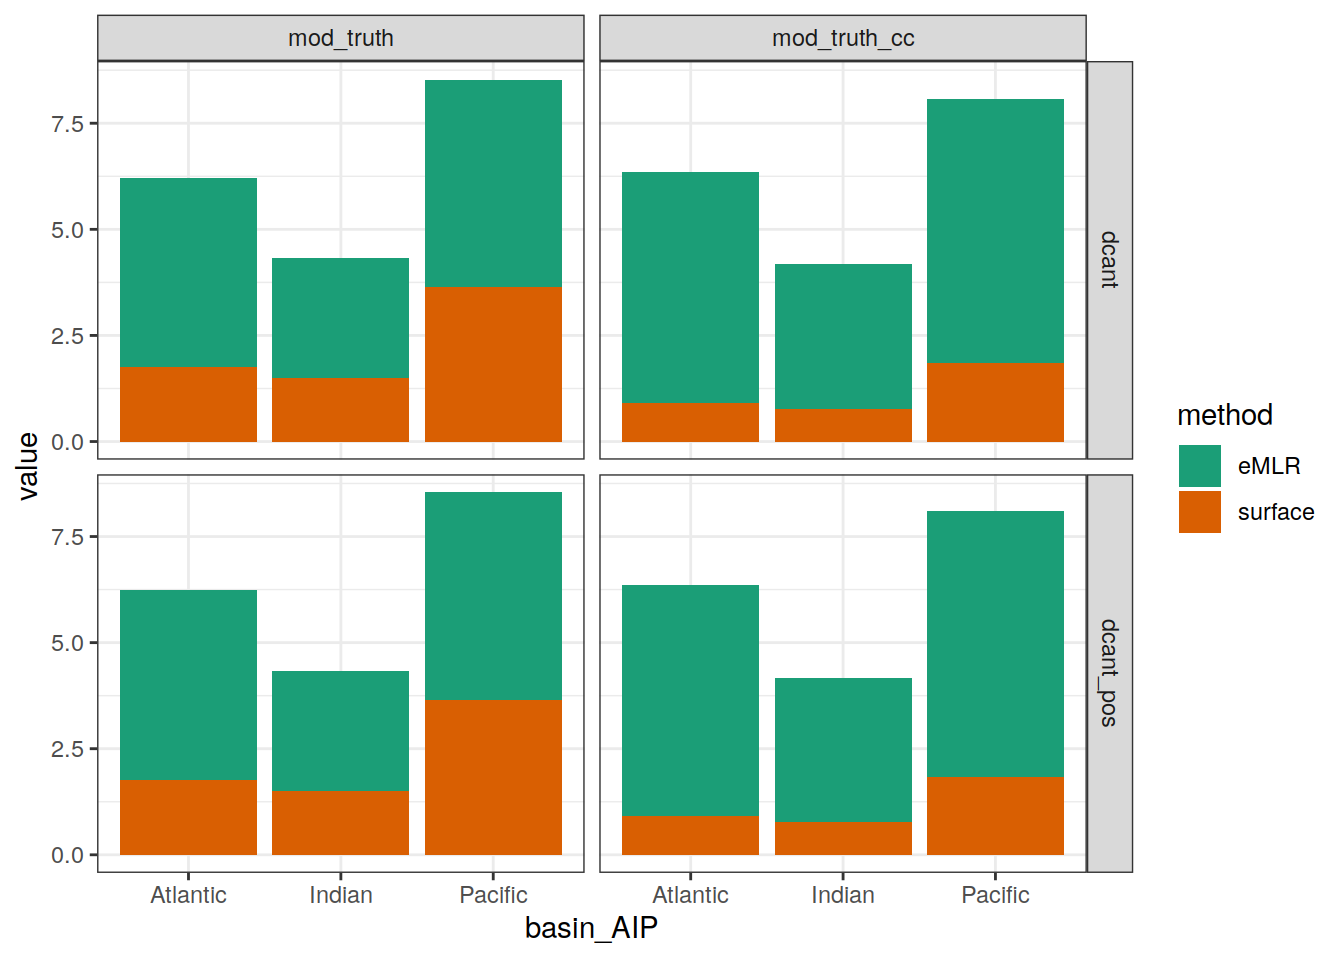 mod_truth
mod_truth_cc
7.5
5.0
2.5
0.0
dcant
7.5
5.0
2.5
0.0
dcant_pos
value
Atlantic
Indian
Pacific
Atlantic
Indian
Pacific
basin_AIP
method
eMLR
surface